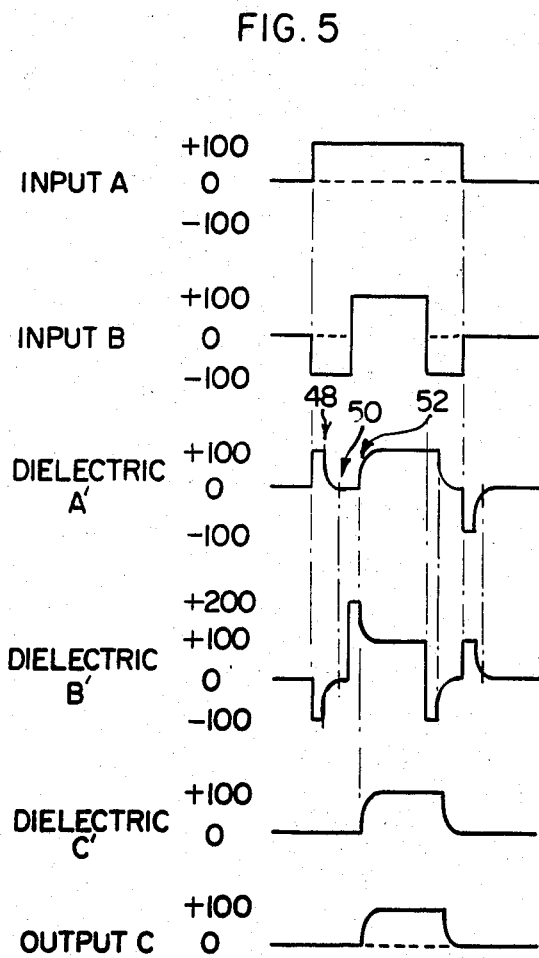 FIG. 5
+100
INPUT A 0
-100
+100
INPUT B 0
-100
48 50 52
+100
DIELECTRIC 0
A'
-100
+200
+100
DIELECTRIC
B' 0
-100
+100
DIELECTRIC 0
C'
+100
OUTPUT C 0